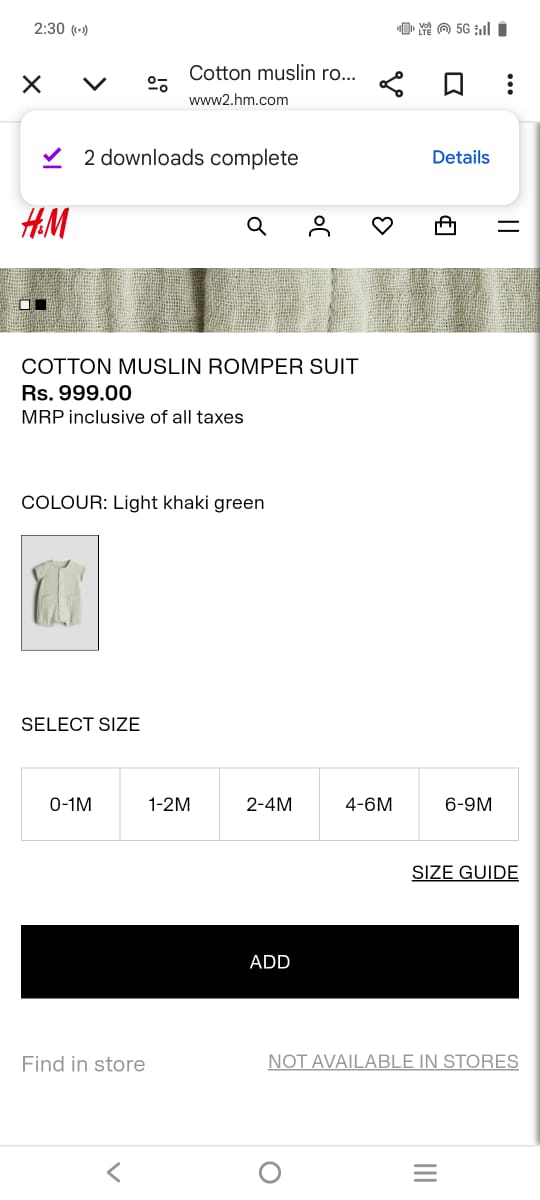 2:30
Vo) LTE 5G
Cotton muslin ro...
www2.hm.com
2 downloads complete Details
H&M
COTTON MUSLIN ROMPER SUIT
Rs. 999.00
MRP inclusive of all taxes
COLOUR: Light khaki green
SELECT SIZE
0-1M 1-2M 2-4M 4-6M 6-9M
SIZE GUIDE
ADD
Find in store NOT AVAILABLE IN STORES